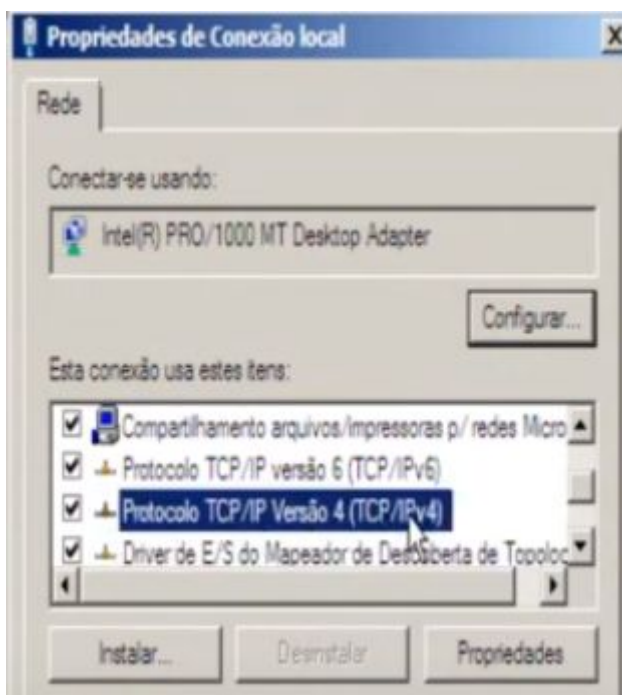 Propriedades de Conexão local
Rede
Conectar-se usando:
Intel(R) PRO/1000 MT Desktop Adapter
Configurar...
Esta conexão usa estes itens:
Compartilhamento arquivos/impressoras p/ redes Micro
Protocolo TCP/IP versão 6 (TCP/IPv6)
Protocolo TCP/IP Versão 4 (TCP/IPv4)
Driver de E/S do Mapeador de Descoberta de Topoloc
Instalar...
Desinstalar
Propriedades